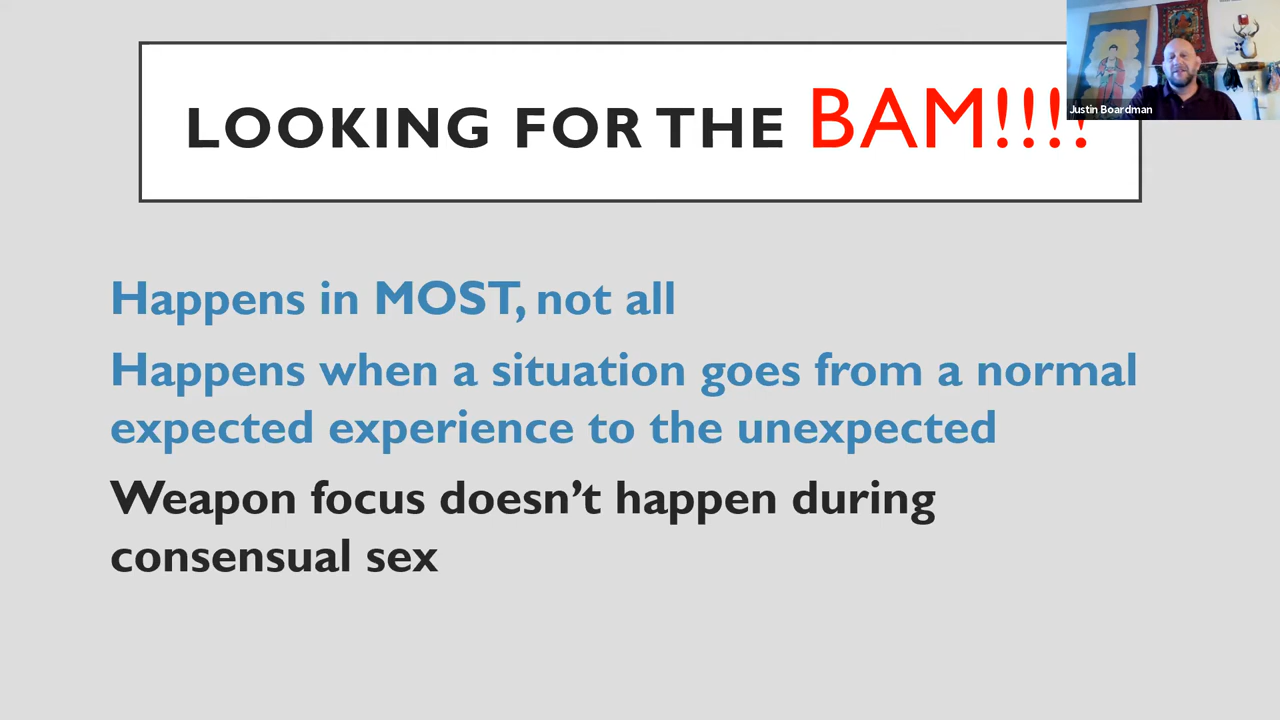 LOOKING FOR THE BAM!!!!
Justin Boardman
Happens in MOST, not all
Happens when a situation goes from a normal
expected experience to the unexpected
Weapon focus doesn’t happen during
consensual sex